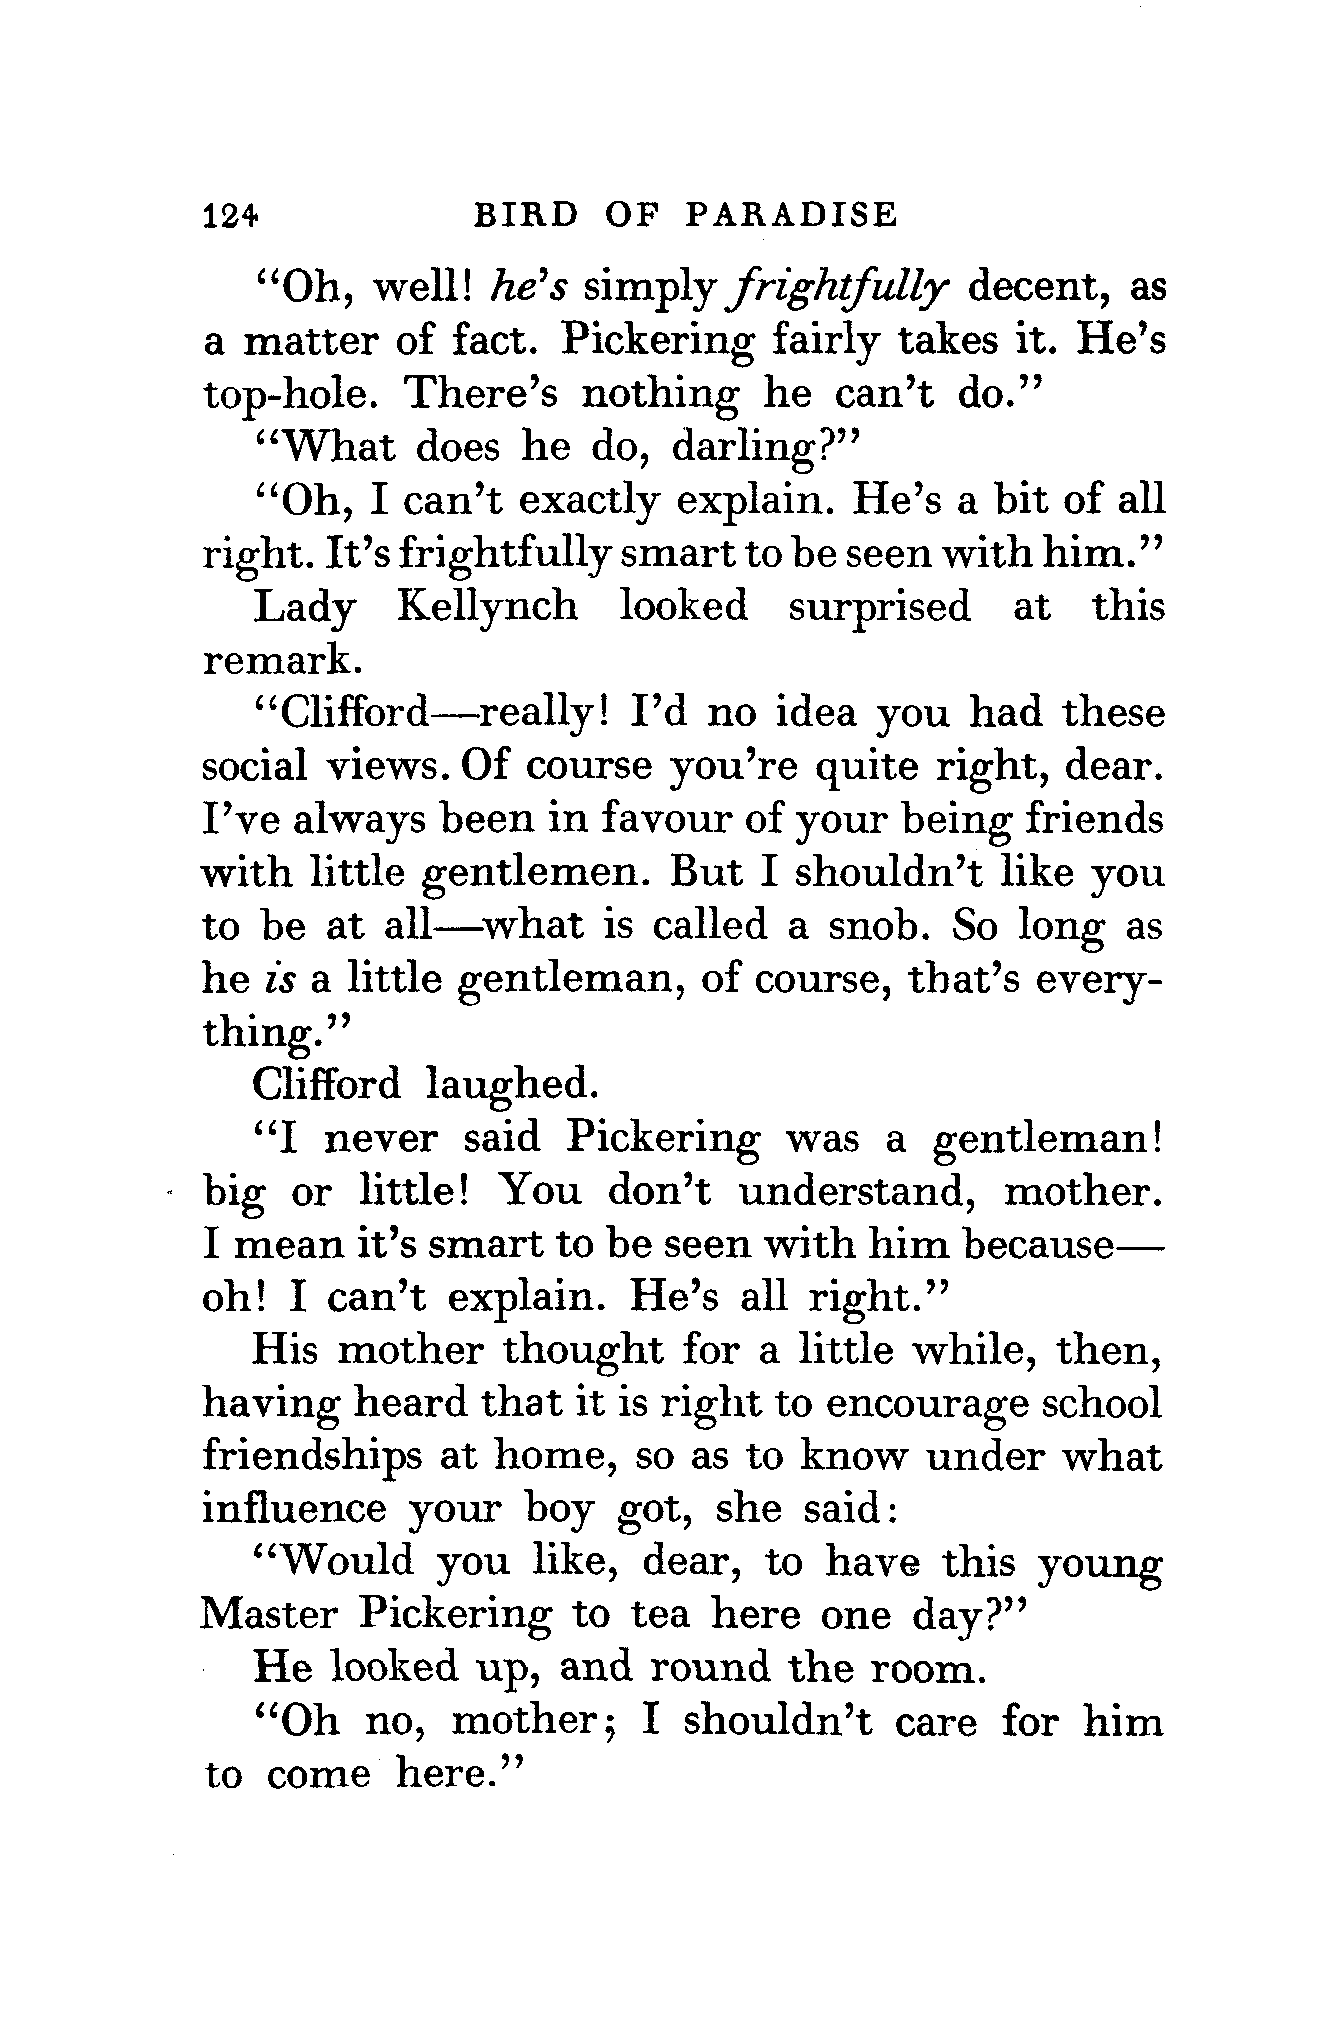 124 BIRD OF PARADISE
“Oh, well! he’s simply frightfully decent, as
a matter of fact. Pickering fairly takes it. He’s
top-hole. There’s nothing he can’t do.”
“What does he do, darling?”
“Oh, I can’t exactly explain. He’s a bit of all
right. It’s frightfully smart to be seen with him.”
Lady Kellynch looked surprised at this
remark.
“Clifford—really! I’d no idea you had these
social views. Of course you’re quite right, dear.
I’ve always been in favour of your being friends
with little gentlemen. But I shouldn’t like you
to be at all—what is called a snob. So long as
he is a little gentleman, of course, that’s every-
thing.”
Clifford laughed.
“I never said Pickering was a gentleman!
big or little! You don’t understand, mother.
I mean it’s smart to be seen with him because—
oh! I can’t explain. He’s all right.”
His mother thought for a little while, then,
having heard that it is right to encourage school
friendships at home, so as to know under what
influence your boy got, she said:
“Would you like, dear, to have this young
Master Pickering to tea here one day?”
He looked up, and round the room.
“Oh no, mother; I shouldn’t care for him
to come here.”